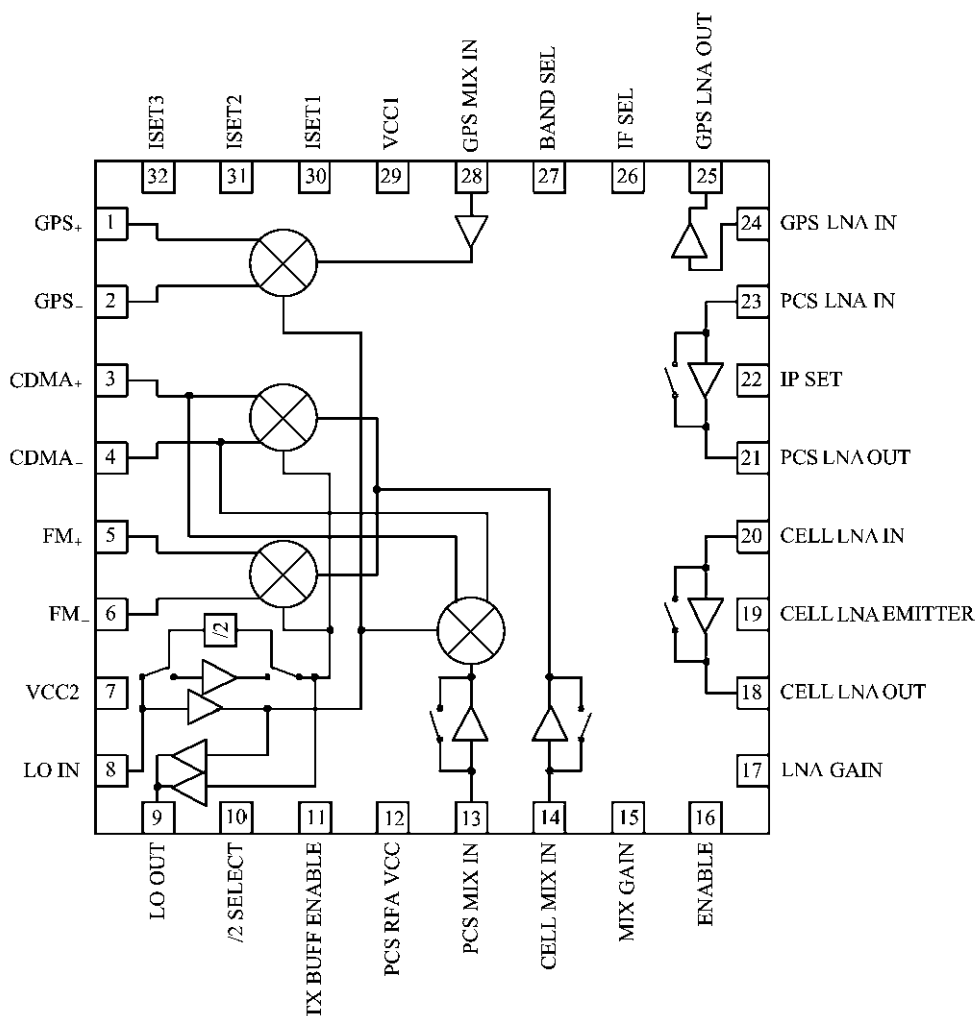 ISET3
ISET2
ISET1
VCC1
GPS MIX IN
BAND SEL
IF SEL
GPS LNA OUT
32
31
30
29
28
27
26
25
GPS+
1
GPS−
2
CDMA+
3
CDMA−
4
FM+
5
FM−
6
VCC2
7
LO IN
8
/2
24
GPS LNA IN
23
PCS LNA IN
22
IP SET
21
PCS LNA OUT
20
CELL LNA IN
19
CELL LNA EMITTER
18
CELL LNA OUT
17
LNA GAIN
9
10
11
12
13
14
15
16
LO OUT
/2 SELECT
TX BUFF ENABLE
PCS RFA VCC
PCS MIX IN
CELL MIX IN
MIX GAIN
ENABLE